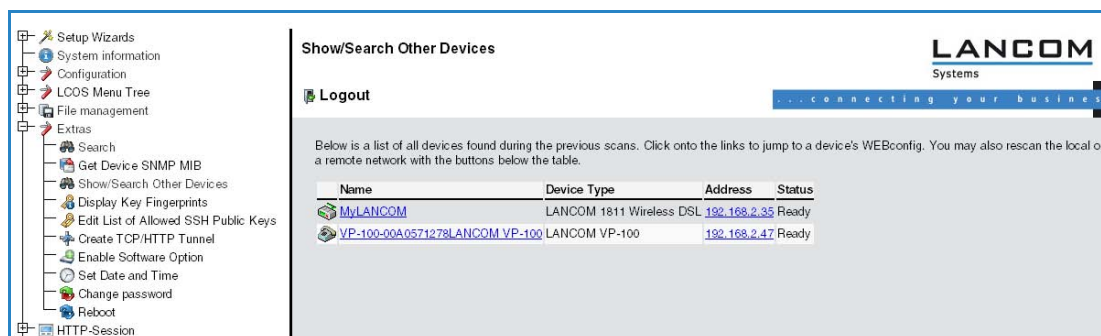 Setup Wizards
System information
Configuration
LCOS Menu Tree
File management
Extras
Search
Get Device SNMP MIB
Show/Search Other Devices
Display Key Fingerprints
Edit List of Allowed SSH Public Keys
Create TCP/HTTP Tunnel
Enable Software Option
Set Date and Time
Change password
Reboot
HTTP-Session
Show/Search Other Devices
LANCOM
Systems
Logout
...connecting your busines
Below is a list of all devices found during the previous scans. Click onto the links to jump to a device's WEBconfig. You may also rescan the local o
a remote network with the buttons below the table.
Name Device Type Address Status
MyLANCOM LANCOM 1811 Wireless DSL 192.168.2.35 Ready
VP-100-00A0571278LANCOM VP-100 LANCOM VP-100 192.168.2.47 Ready